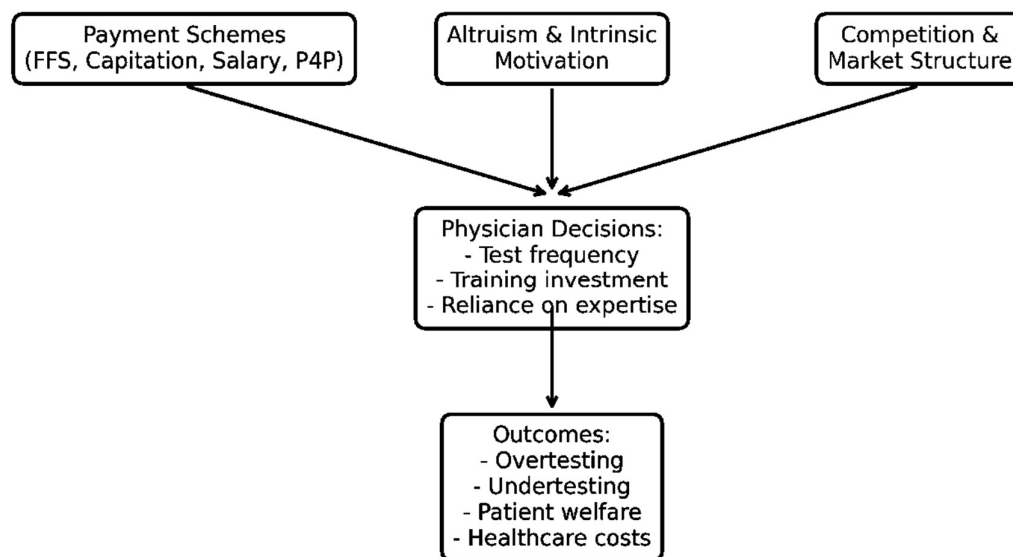 Payment Schemes
(FFS, Capitation, Salary, P4P)
Altruism & Intrinsic
Motivation
Competition &
Market Structure
Physician Decisions:
- Test frequency
- Training investment
- Reliance on expertise
Outcomes:
- Overtesting
- Undertesting
- Patient welfare
- Healthcare costs